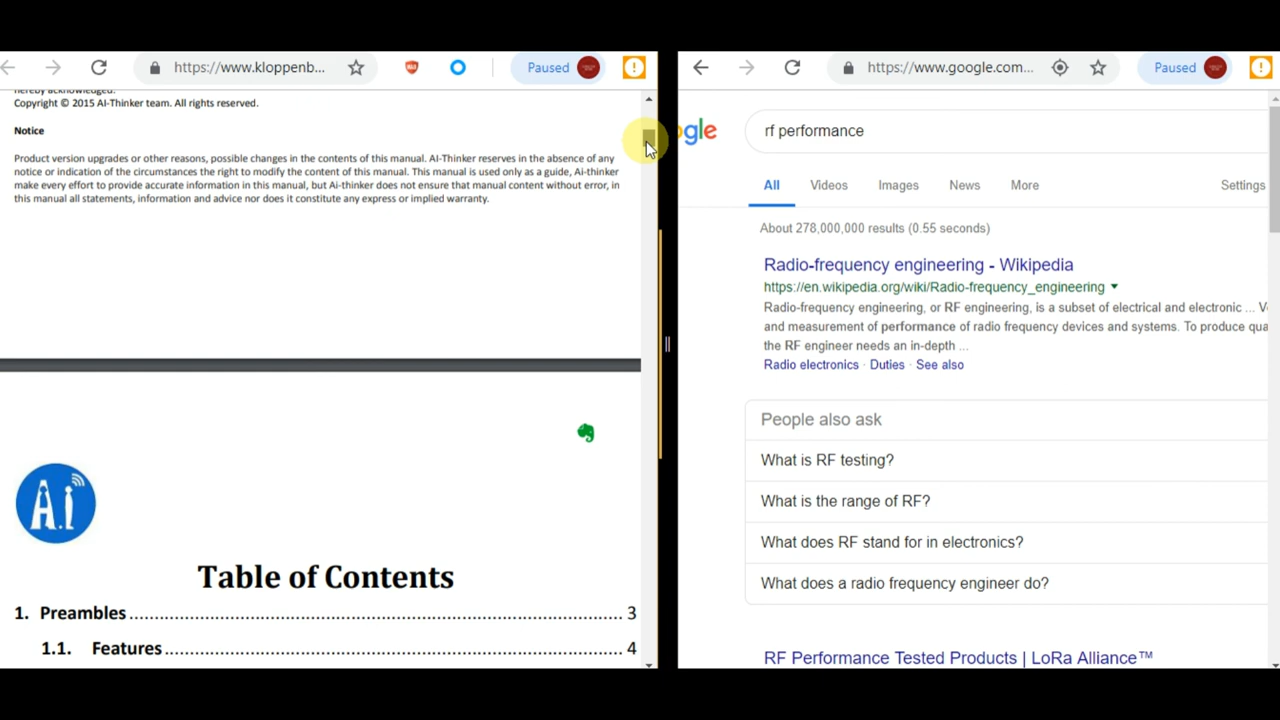 https://www.kloppenb...
Paused
hereby acknowledged.
Copyright © 2015 AI-Thinker team. All rights reserved.
Notice
Product version upgrades or other reasons, possible changes in the contents of this manual. AI-Thinker reserves in the absence of any
notice or indication of the circumstances the right to modify the content of this manual. This manual is used only as a guide, Ai-thinker
make every effort to provide accurate information in this manual, but Ai-thinker does not ensure that manual content without error, in
this manual all statements, information and advice nor does it constitute any express or implied warranty.
A.i
Table of Contents
1. Preambles 3
1.1. Features 4
https://www.google.com...
Paused
gle
rf performance
All Videos Images News More Settings
About 278,000,000 results (0.55 seconds)
Radio-frequency engineering - Wikipedia
https://en.wikipedia.org/wiki/Radio-frequency_engineering
Radio-frequency engineering, or RF engineering, is a subset of electrical and electronic ...
and measurement of performance of radio frequency devices and systems. To produce qua
the RF engineer needs an in-depth ...
Radio electronics · Duties · See also
People also ask
What is RF testing?
What is the range of RF?
What does RF stand for in electronics?
What does a radio frequency engineer do?
RF Performance Tested Products | LoRa Alliance™